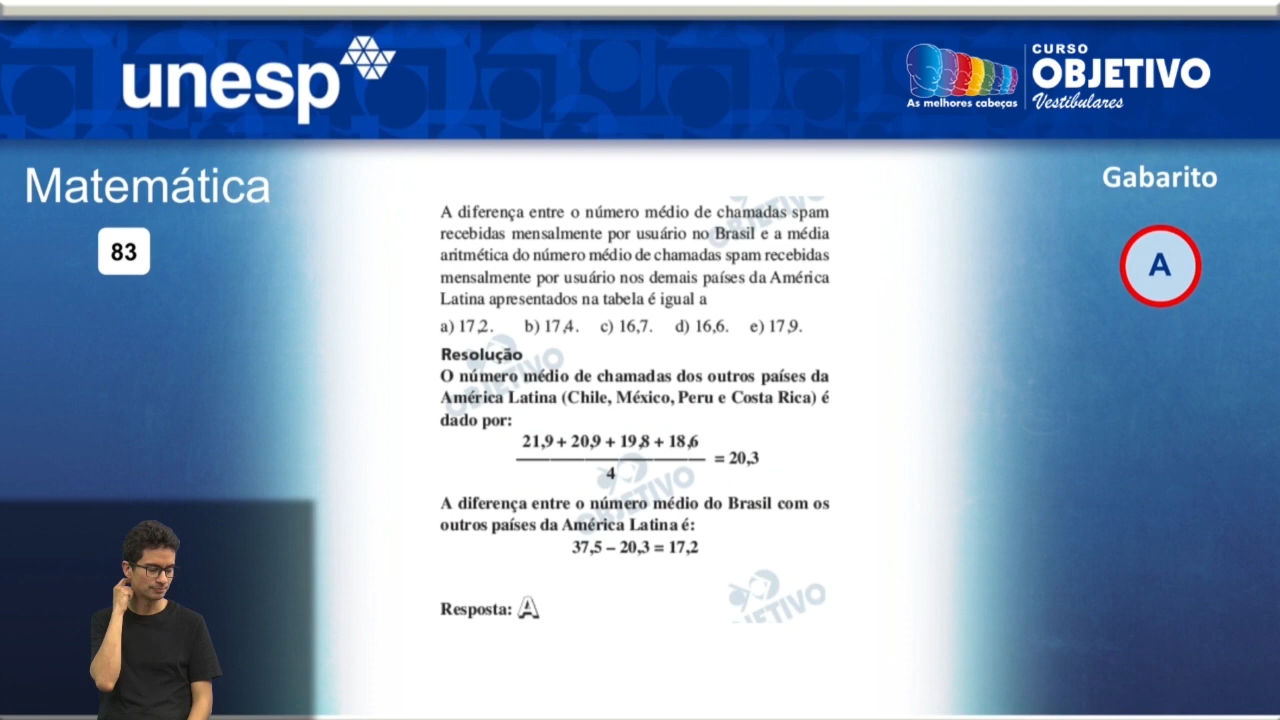 unesp
CURSO
OBJETIVO
Vestibulares
As melhores cabeças
Matemática
83
Gabarito
A
A diferença entre o número médio de chamadas spam
recebidas mensalmente por usuário no Brasil e a média
aritmética do número médio de chamadas spam recebidas
mensalmente por usuário nos demais países da América
Latina apresentados na tabela é igual a
a) 17,2. b) 17,4. c) 16,7. d) 16,6. e) 17,9.
Resolução
O número médio de chamadas dos outros países da
América Latina (Chile, México, Peru e Costa Rica) é
dado por:
21,9 + 20,9 + 19,8 + 18,6
= 20,3
4
A diferença entre o número médio do Brasil com os
outros países da América Latina é:
37,5 – 20,3 = 17,2
Resposta: A
OBJETIVO
OBJETIVO
OBJETIVO
JETIVO